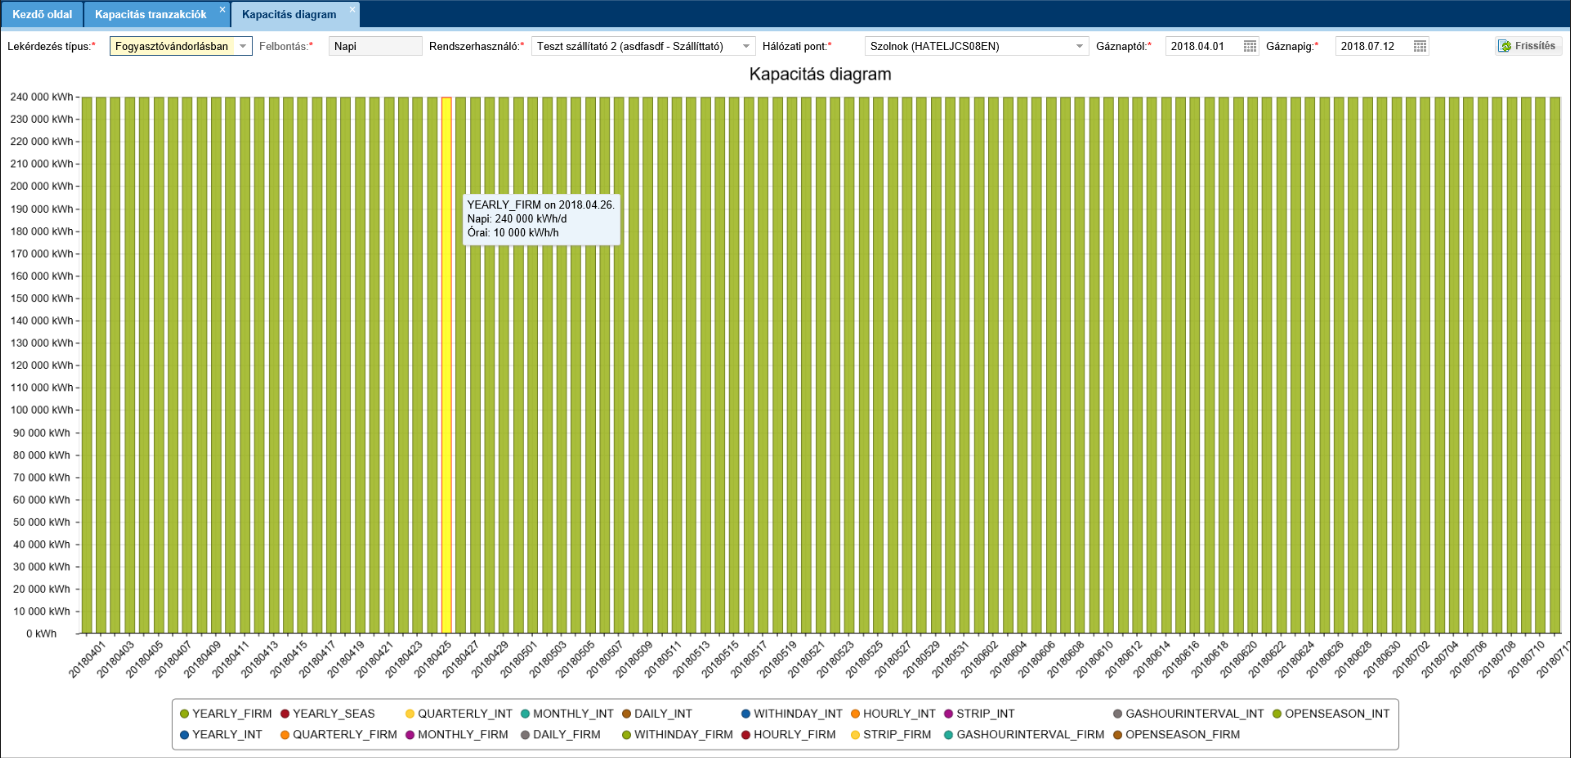 Kezdő oldal Kapacitás tranzakciók Kapacitás diagram
Lekérdezés típus:* Fogyasztóvándorlásban Felbontás:* Napi Rendszerhasználó:* Teszt szállítató 2 (asdfasdf - Szállíttató) Hálózati pont:* Szolnok (HATELJCS08EN) Gáznaptól:* 2018.04.01 Gáznapig:* 2018.07.12 Frissítés
Kapacitás diagram
240 000 kWh
230 000 kWh
220 000 kWh
210 000 kWh
200 000 kWh
190 000 kWh
180 000 kWh
170 000 kWh
160 000 kWh
150 000 kWh
140 000 kWh
130 000 kWh
120 000 kWh
110 000 kWh
100 000 kWh
90 000 kWh
80 000 kWh
70 000 kWh
60 000 kWh
50 000 kWh
40 000 kWh
30 000 kWh
20 000 kWh
10 000 kWh
0 kWh
YEARLY_FIRM on 2018.04.26.
Napi: 240 000 kWh/d
Órai: 10 000 kWh/h
20180401 20180403 20180405 20180407 20180409 20180411 20180413 20180415 20180417 20180419 20180421 20180423 20180425 20180427 20180429 20180501 20180503 20180505 20180507 20180509 20180511 20180513 20180515 20180517 20180519 20180521 20180523 20180525 20180527 20180529 20180531 20180602 20180604 20180606 20180608 20180610 20180612 20180614 20180616 20180618 20180620 20180622 20180624 20180626 20180628 20180630 20180702 20180704 20180706 20180708 20180710
YEARLY_FIRM YEARLY_SEAS QUARTERLY_INT MONTHLY_INT DAILY_INT WITHINDAY_INT HOURLY_INT STRIP_INT GASHOURINTERVAL_INT OPENSEASON_INT
YEARLY_INT QUARTERLY_FIRM MONTHLY_FIRM DAILY_FIRM WITHINDAY_FIRM HOURLY_FIRM STRIP_FIRM GASHOURINTERVAL_FIRM OPENSEASON_FIRM